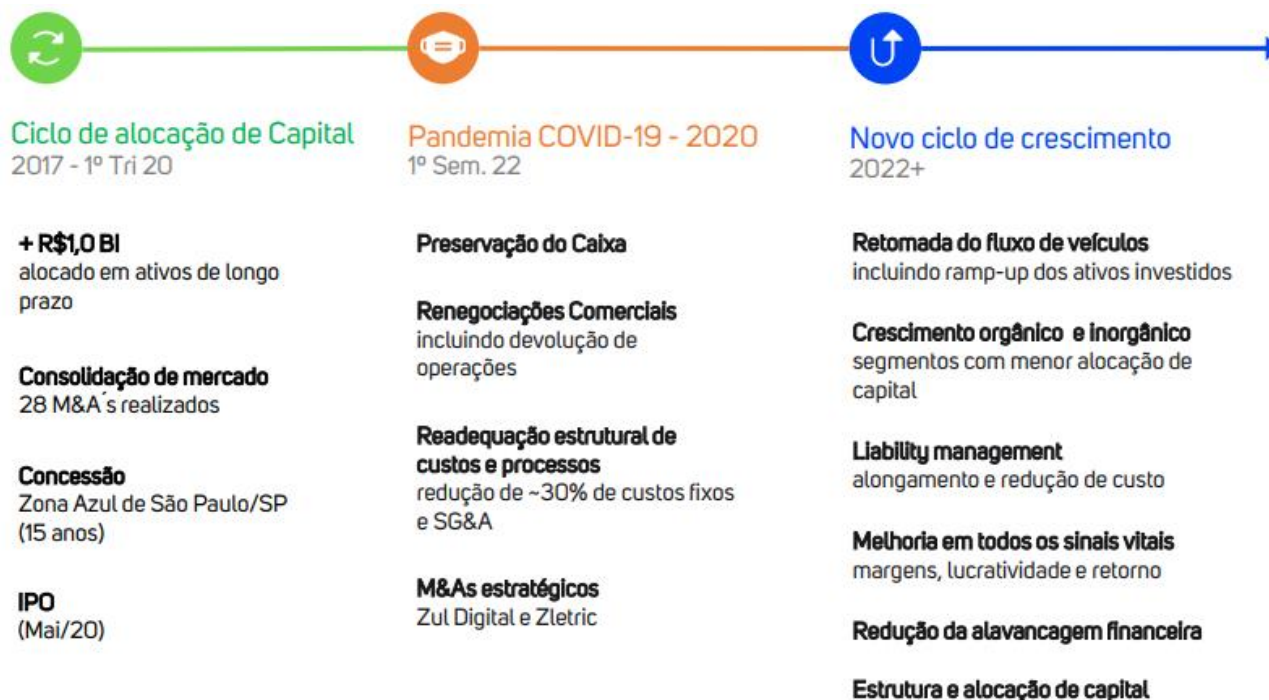 Ciclo de alocação de Capital
2017 - 1º Tri 20
+ R$1,0 BI
alocado em ativos de longo
prazo
Consolidação de mercado
28 M&A´s realizados
Concessão
Zona Azul de São Paulo/SP
(15 anos)
IPO
(Mai/20)
Pandemia COVID-19 - 2020
1º Sem. 22
Preservação do Caixa
Renegociações Comerciais
incluindo devolução de
operações
Readequação estrutural de
custos e processos
redução de ~30% de custos fixos
e SG&A
M&As estratégicos
Zul Digital e Zletric
Novo ciclo de crescimento
2022+
Retomada do fluxo de veículos
incluindo ramp-up dos ativos investidos
Crescimento orgânico e inorgânico
segmentos com menor alocação de
capital
Liability management
alongamento e redução de custo
Melhoria em todos os sinais vitais
margens, lucratividade e retorno
Redução da alavancagem financeira
Estrutura e alocação de capital